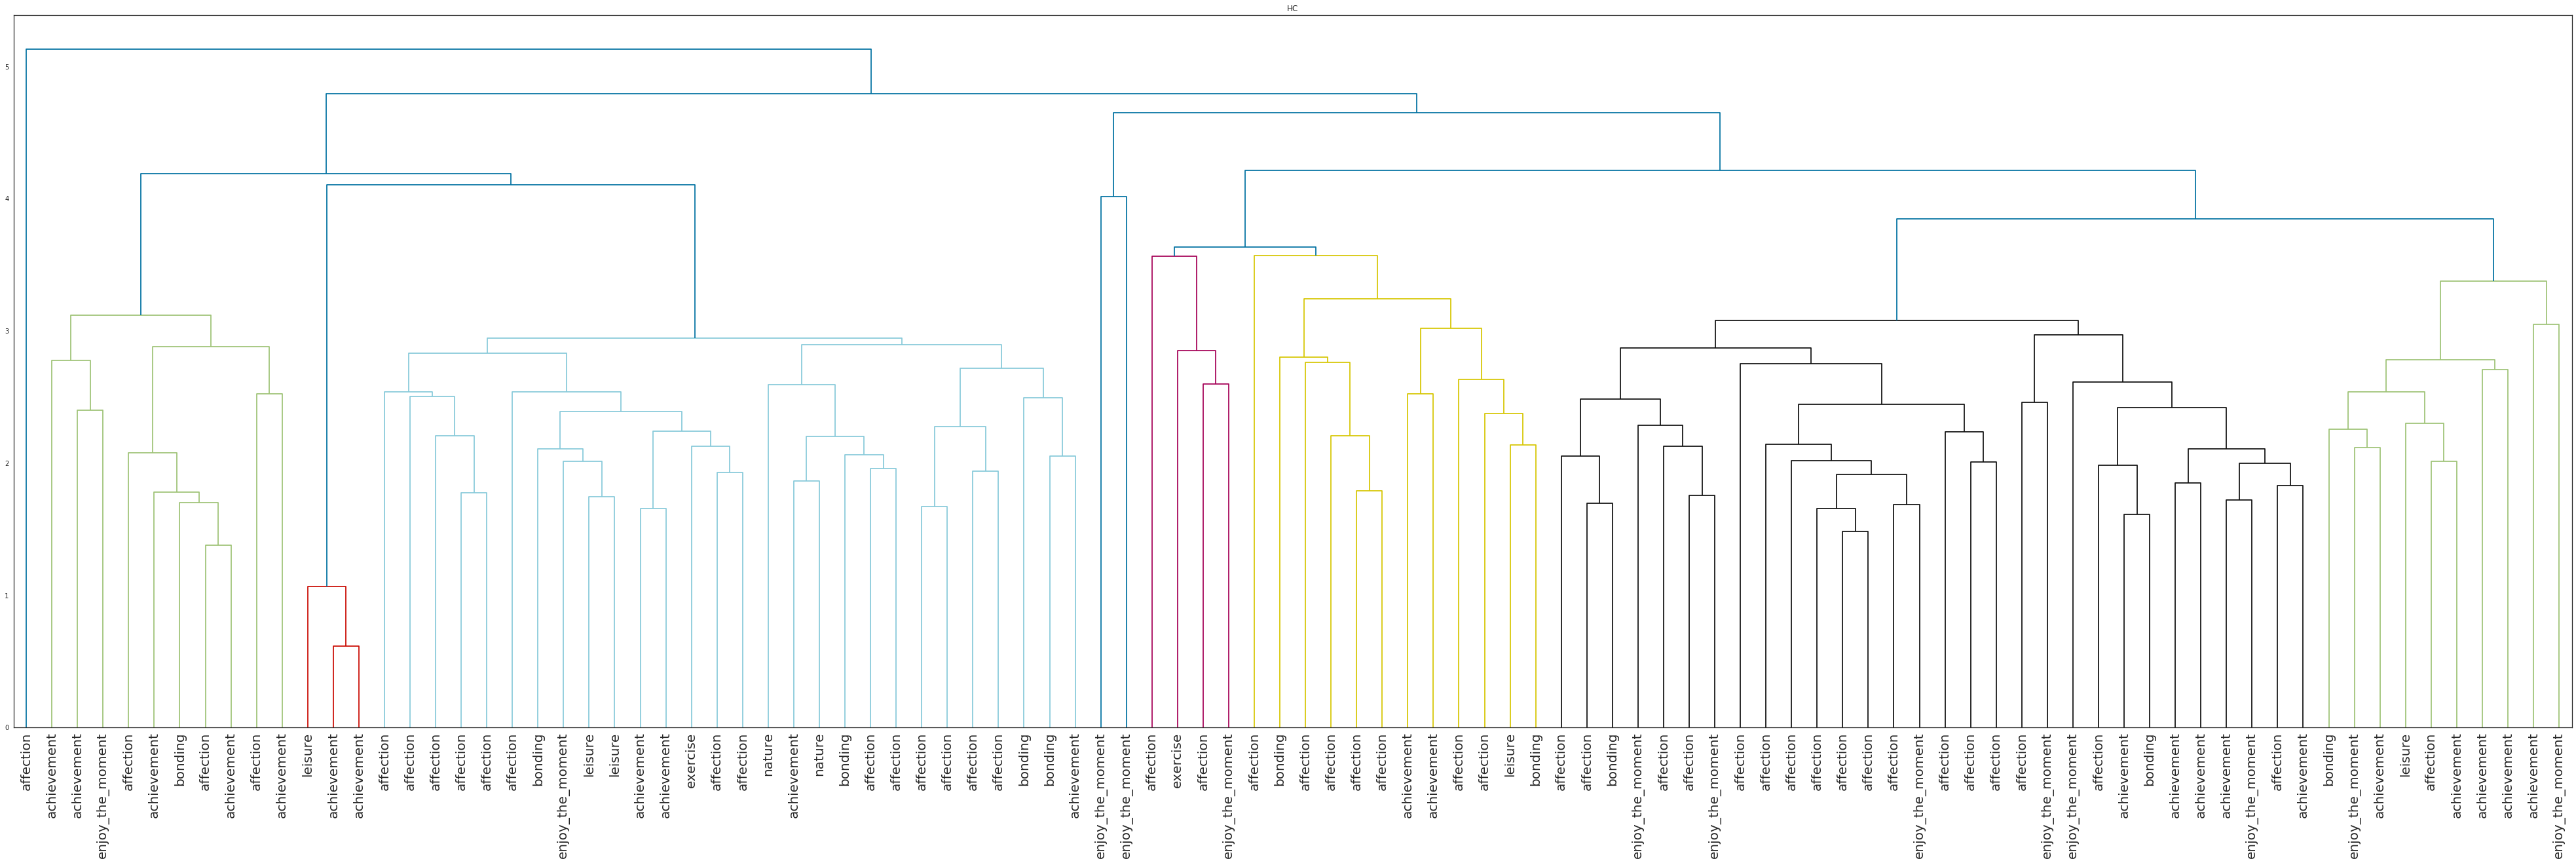 HC
5
4
3
2
1
0
affection
achievement
achievement
enjoy_the_moment
affection
achievement
bonding
affection
achievement
affection
achievement
leisure
achievement
achievement
affection
affection
affection
affection
affection
affection
bonding
enjoy_the_moment
leisure
leisure
achievement
achievement
exercise
affection
affection
nature
achievement
nature
bonding
affection
affection
affection
affection
affection
affection
bonding
bonding
achievement
enjoy_the_moment
enjoy_the_moment
affection
exercise
affection
enjoy_the_moment
affection
bonding
affection
affection
affection
affection
achievement
achievement
affection
affection
leisure
bonding
affection
affection
bonding
enjoy_the_moment
affection
affection
enjoy_the_moment
affection
affection
affection
affection
affection
affection
affection
enjoy_the_moment
affection
affection
affection
affection
enjoy_the_moment
enjoy_the_moment
affection
achievement
bonding
achievement
achievement
achievement
enjoy_the_moment
affection
achievement
bonding
enjoy_the_moment
achievement
leisure
affection
achievement
achievement
achievement
achievement
enjoy_the_moment